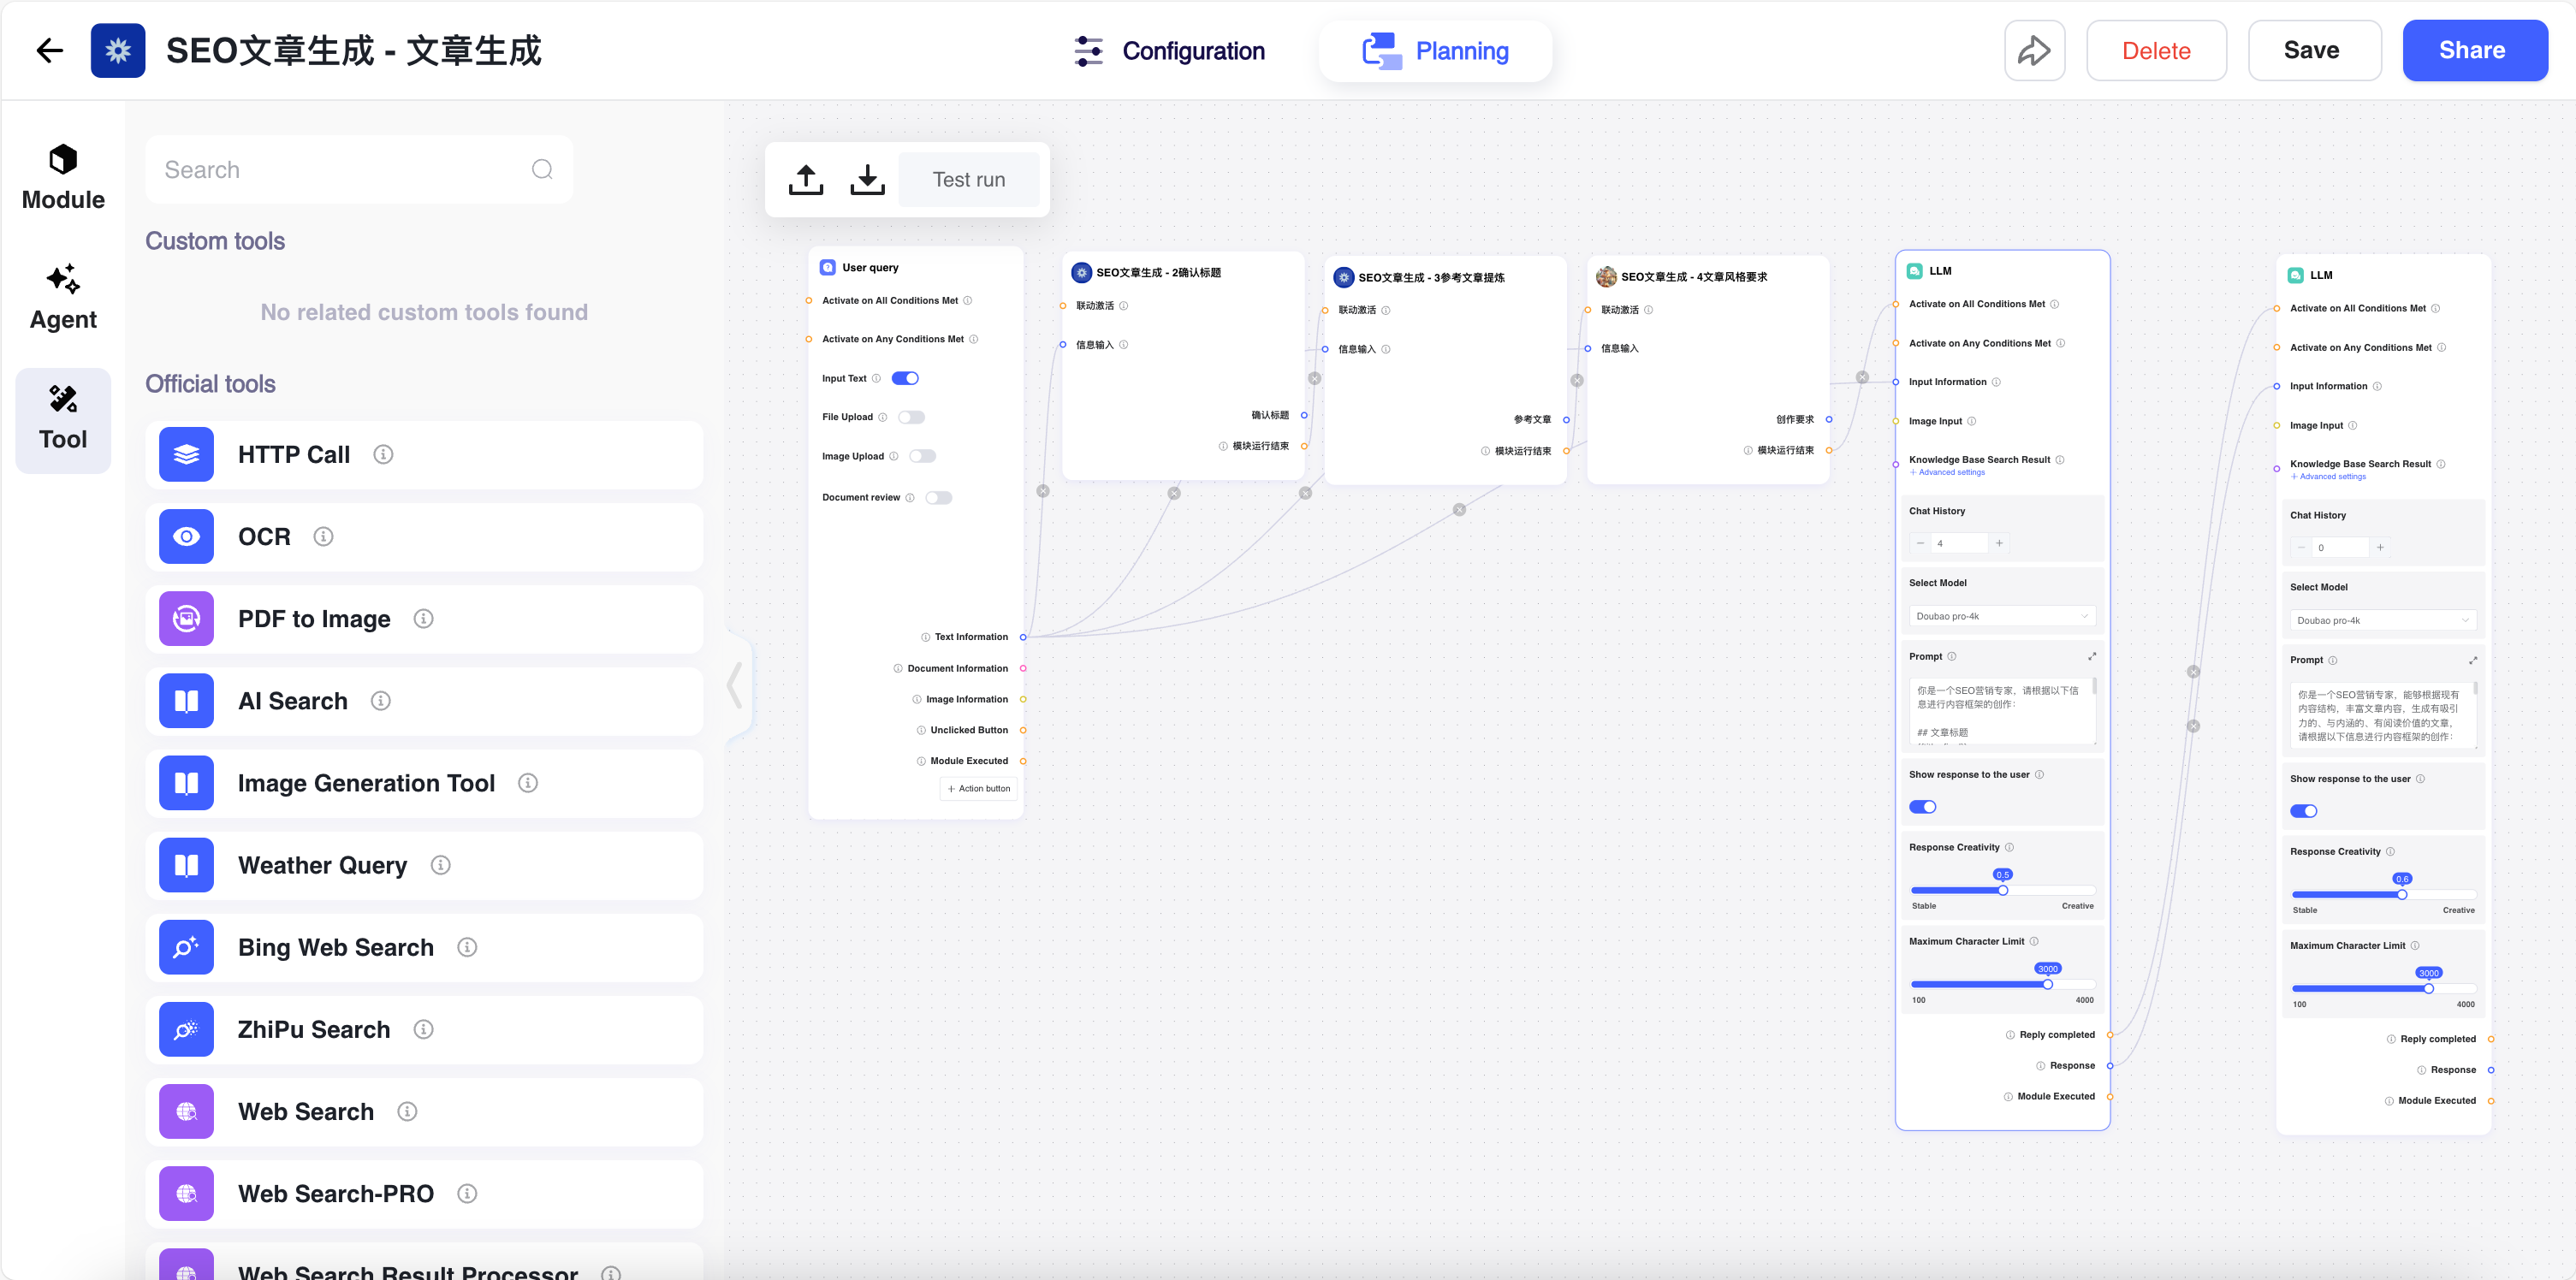 SEO文章生成 - 文章生成
Configuration
Planning
Delete
Save
Share
Module
Agent
Tool
Search
Custom tools
No related custom tools found
Official tools
HTTP Call
OCR
PDF to Image
AI Search
Image Generation Tool
Weather Query
Bing Web Search
ZhiPu Search
Web Search
Web Search-PRO
Web Search Result Processor
Test run
User query
Activate on All Conditions Met
Activate on Any Conditions Met
Input Text
File Upload
Image Upload
Document review
Text Information
Document Information
Image Information
Unclicked Button
Module Executed
+ Action button
SEO文章生成 - 2确认标题
联动激活
信息输入
确认标题
模块运行结束
SEO文章生成 - 3参考文章提炼
联动激活
信息输入
参考文章
模块运行结束
SEO文章生成 - 4文章风格要求
联动激活
信息输入
创作要求
模块运行结束
LLM
Activate on All Conditions Met
Activate on Any Conditions Met
Input Information
Image Input
Knowledge Base Search Result
+ Advanced settings
Chat History
− 4 +
Select Model
Doubao pro-4k
Prompt
你是一个SEO营销专家，请根据以下信
息进行内容框架的创作：
## 文章标题
Show response to the user
Response Creativity
0.5
Stable Creative
Maximum Character Limit
3000
100 4000
Reply completed
Response
Module Executed
LLM
Activate on All Conditions Met
Activate on Any Conditions Met
Input Information
Image Input
Knowledge Base Search Result
+ Advanced settings
Chat History
− 0 +
Select Model
Doubao pro-4k
Prompt
你是一个SEO营销专家，能够根据现有
内容结构，丰富文章内容，生成有吸引
力的、与内涵的、有阅读价值的文章，
请根据以下信息进行内容框架的创作：
Show response to the user
Response Creativity
0.6
Stable Creative
Maximum Character Limit
3000
100 4000
Reply completed
Response
Module Executed